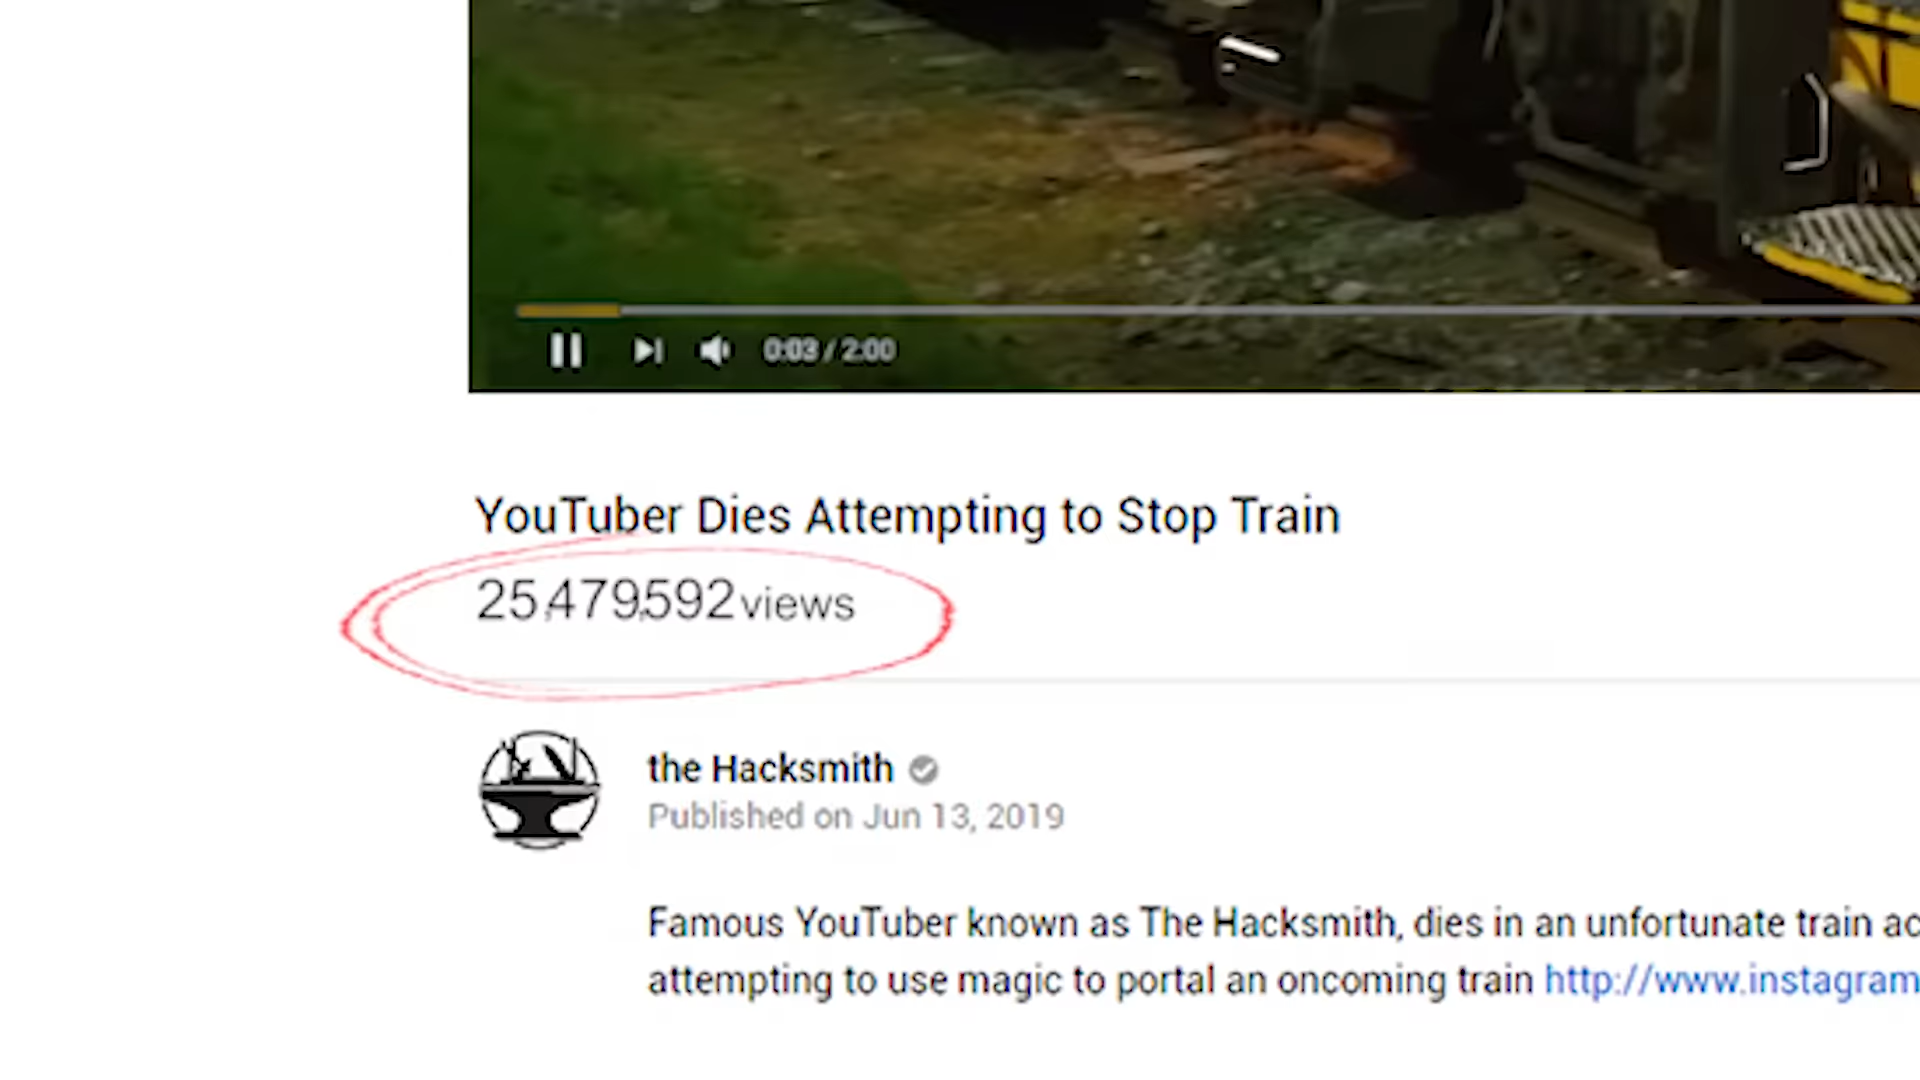 0:03 / 2:00
YouTuber Dies Attempting to Stop Train
25,479,592 views
the Hacksmith
Published on Jun 13, 2019
Famous YouTuber known as The Hacksmith, dies in an unfortunate train ac
attempting to use magic to portal an oncoming train http://www.instagram